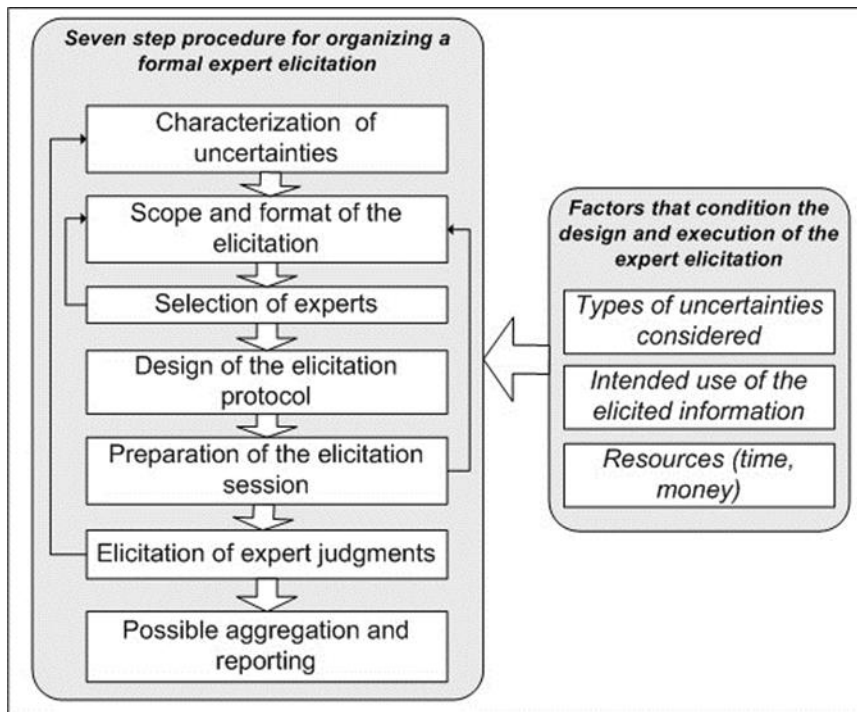 Seven step procedure for organizing a
formal expert elicitation
Characterization of
uncertainties
Scope and format of the
elicitation
Selection of experts
Design of the elicitation
protocol
Preparation of the elicitation
session
Elicitation of expert judgments
Possible aggregation and
reporting
Factors that condition the
design and execution of the
expert elicitation
Types of uncertainties
considered
Intended use of the
elicited information
Resources (time,
money)